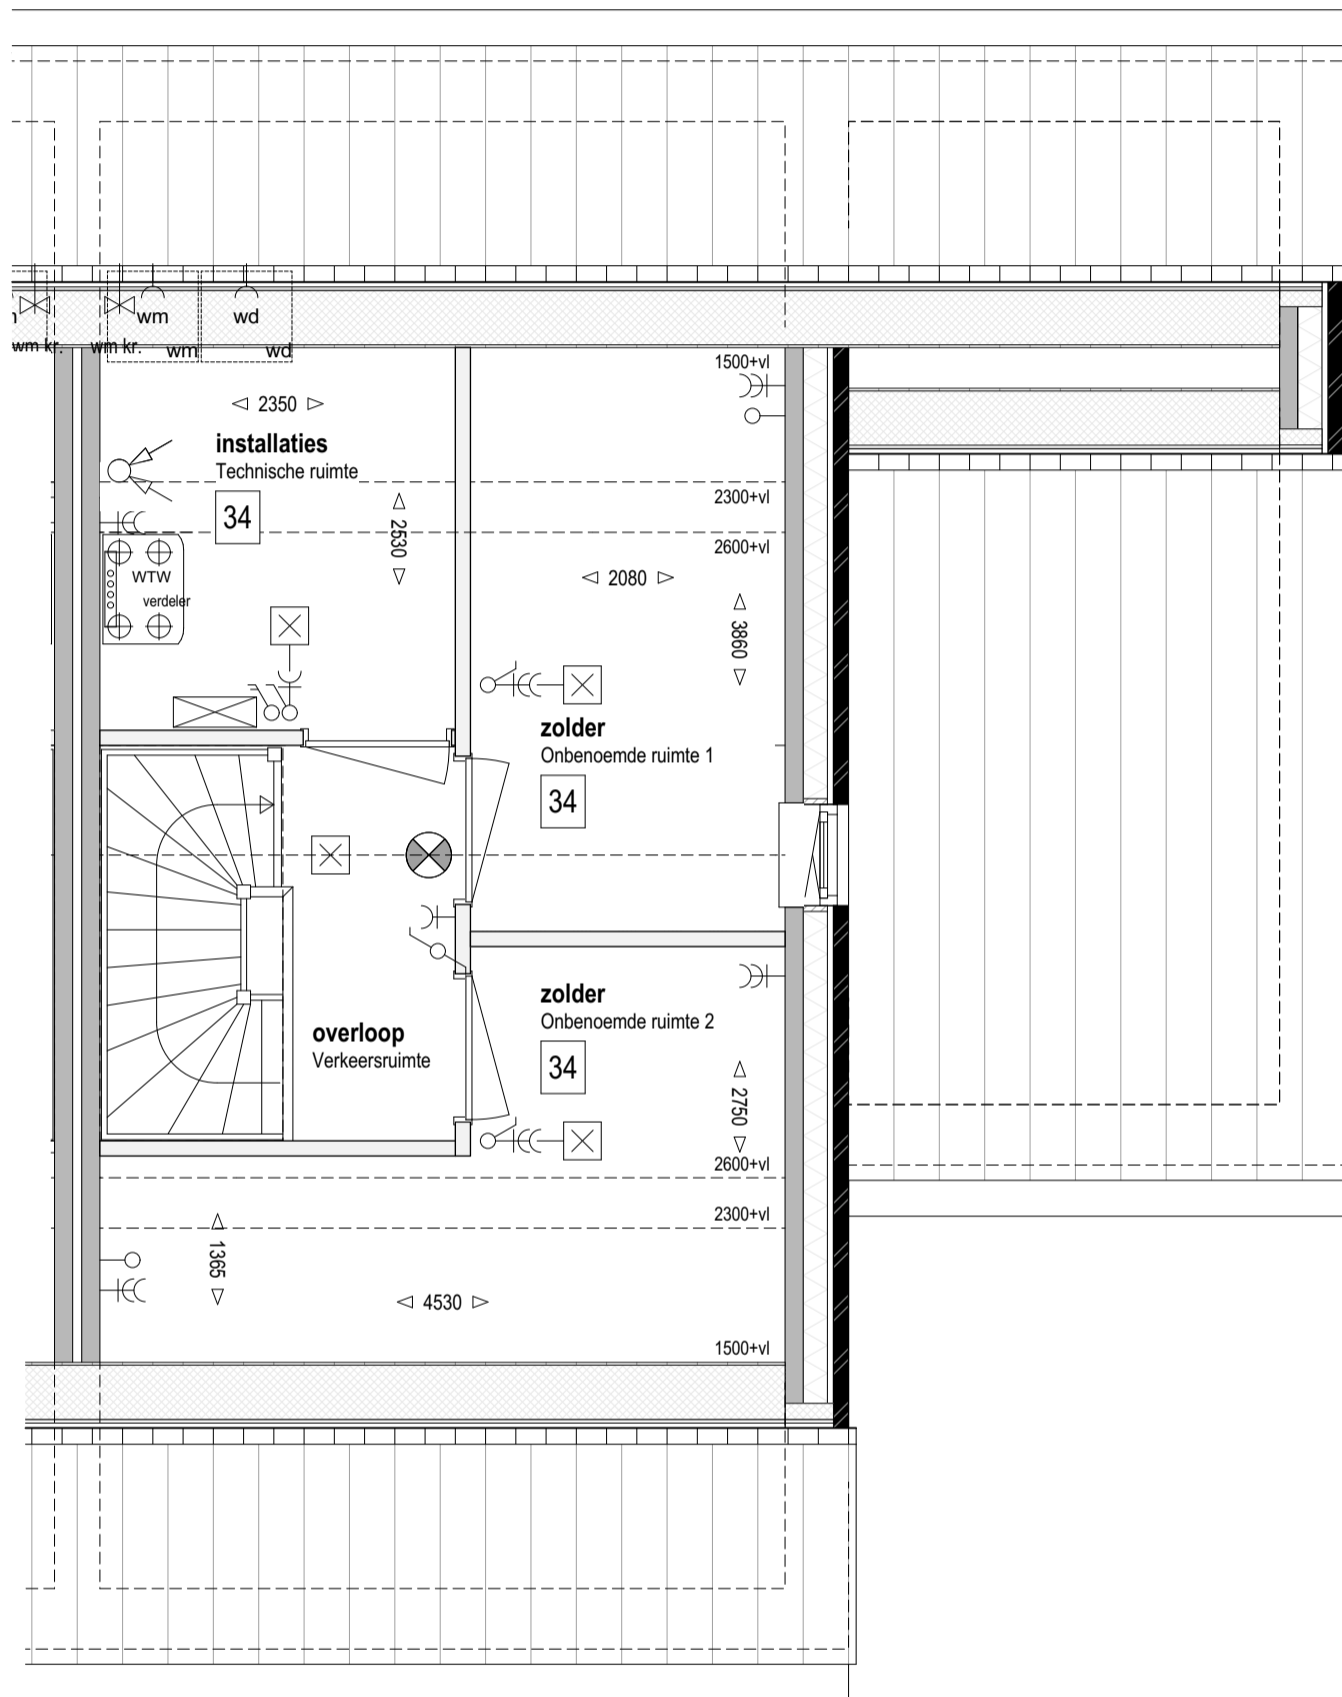 wm
wd
wm kr.
wm kr.
wm
wd
1500+vl
2350
installaties
Technische ruimte
34
2300+vl
2530
2600+vl
WTW
verdeler
2080
3860
zolder
Onbenoemde ruimte 1
34
zolder
Onbenoemde ruimte 2
34
overloop
Verkeersruimte
2750
2600+vl
2300+vl
1365
4530
1500+vl